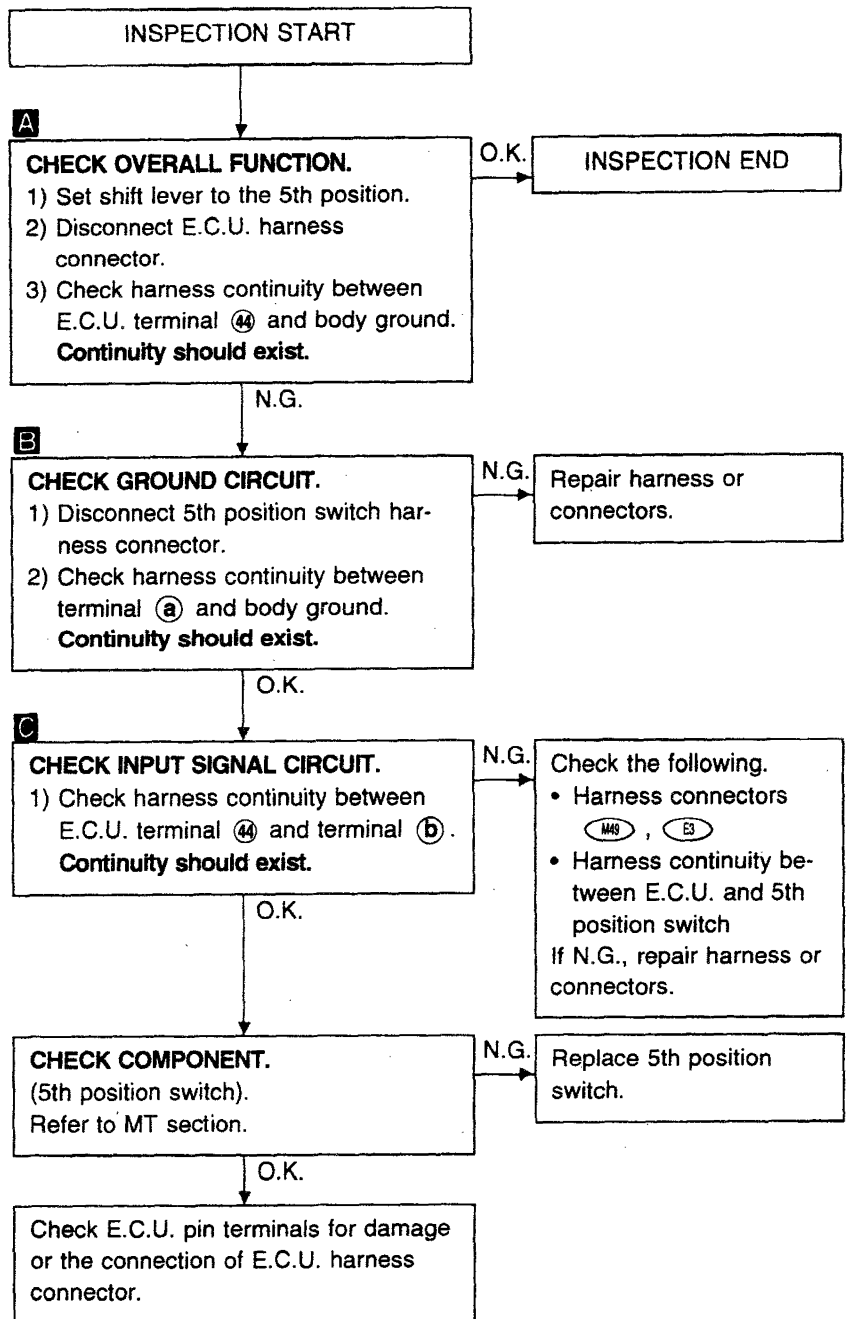 INSPECTION START
A
CHECK OVERALL FUNCTION.
1) Set shift lever to the 5th position.
2) Disconnect E.C.U. harness
connector.
3) Check harness continuity between
E.C.U. terminal 44 and body ground.
Continuity should exist.
O.K.
INSPECTION END
N.G.
B
CHECK GROUND CIRCUIT.
1) Disconnect 5th position switch har-
ness connector.
2) Check harness continuity between
terminal a and body ground.
Continuity should exist.
N.G.
Repair harness or
connectors.
O.K.
C
CHECK INPUT SIGNAL CIRCUIT.
1) Check harness continuity between
E.C.U. terminal 44 and terminal b.
Continuity should exist.
N.G.
Check the following.
• Harness connectors
M49, E3
• Harness continuity be-
tween E.C.U. and 5th
position switch
If N.G., repair harness or
connectors.
O.K.
CHECK COMPONENT.
(5th position switch).
Refer to MT section.
N.G.
Replace 5th position
switch.
O.K.
Check E.C.U. pin terminals for damage
or the connection of E.C.U. harness
connector.